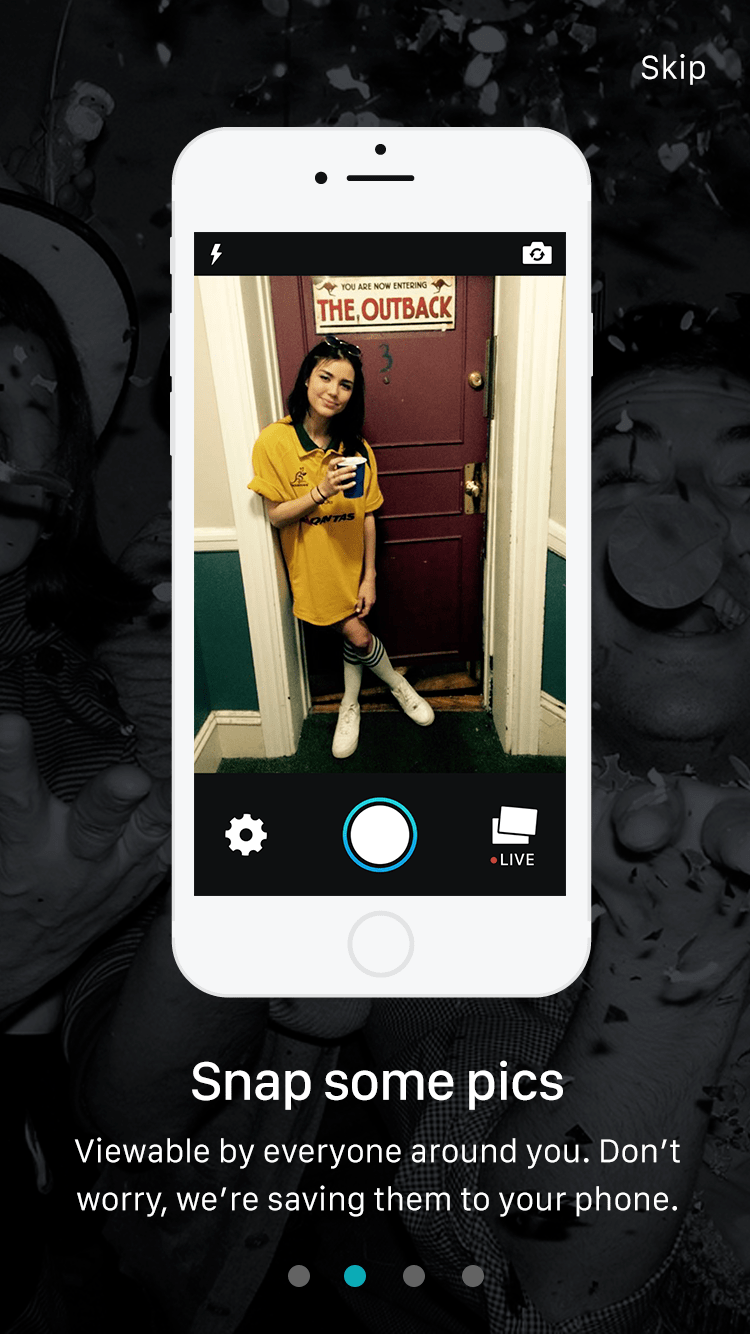 Skip
YOU ARE NOW ENTERING
THE OUTBACK
3
QANTAS
LIVE
Snap some pics
Viewable by everyone around you. Don't
worry, we're saving them to your phone.